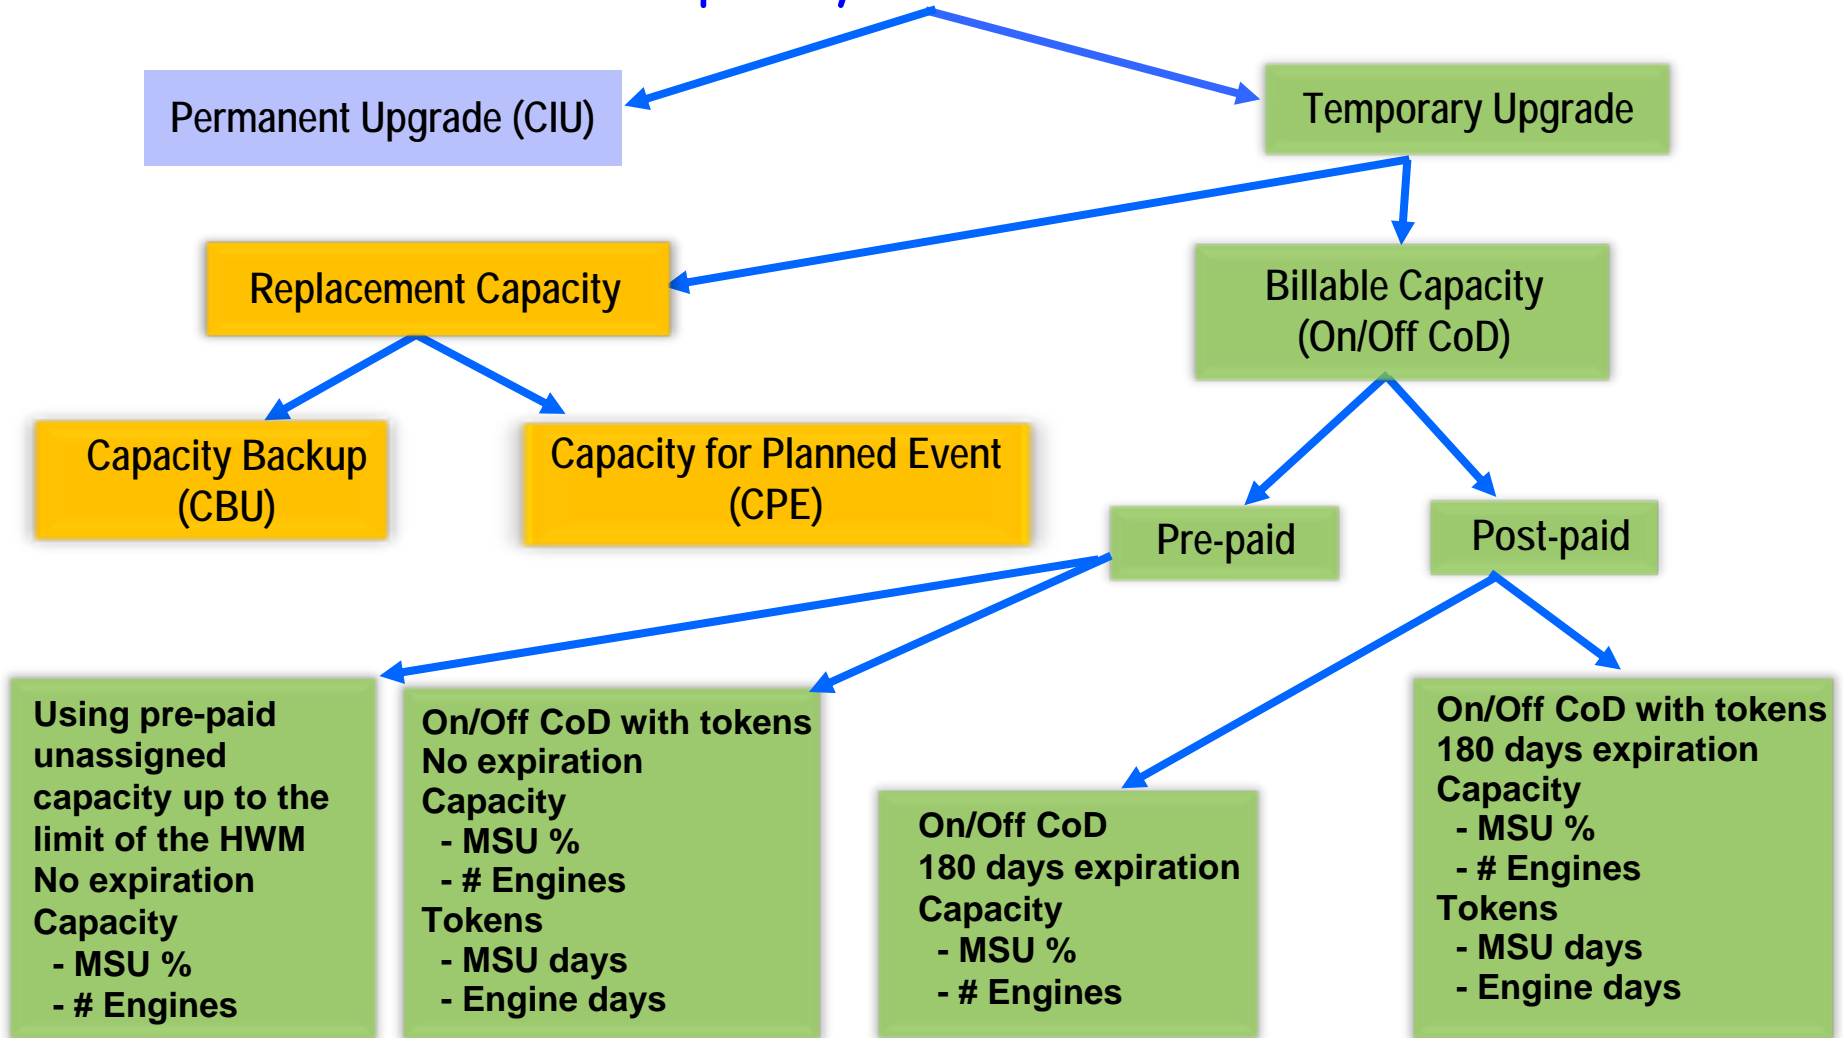 Permanent Upgrade (CIU)
Temporary Upgrade
Replacement Capacity
Billable Capacity
(On/Off CoD)
Capacity Backup
(CBU)
Capacity for Planned Event
(CPE)
Pre-paid
Post-paid
Using pre-paid
unassigned
capacity up to the
limit of the HWM
No expiration
Capacity
- MSU %
- # Engines
On/Off CoD with tokens
No expiration
Capacity
- MSU %
- # Engines
Tokens
- MSU days
- Engine days
On/Off CoD
180 days expiration
Capacity
- MSU %
- # Engines
On/Off CoD with tokens
180 days expiration
Capacity
- MSU %
- # Engines
Tokens
- MSU days
- Engine days